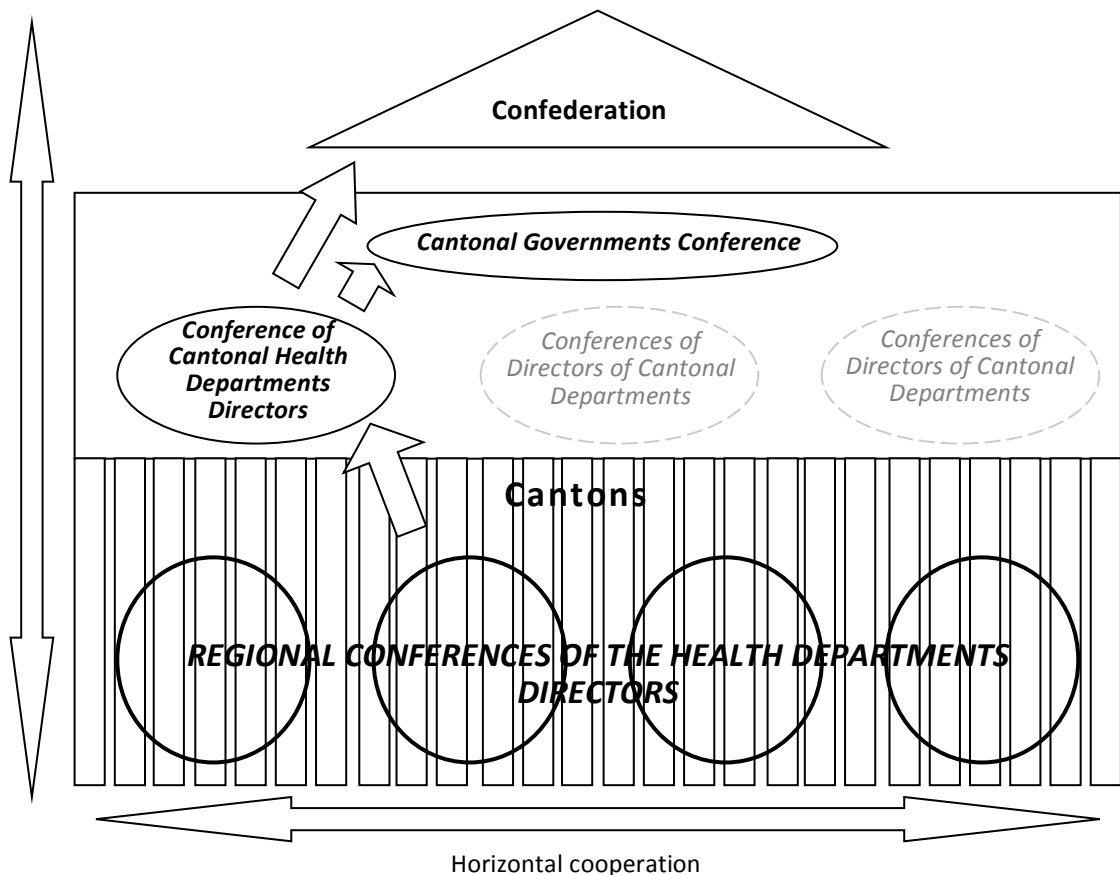 Confederation
Cantonal Governments Conference
Conference of
Cantonal Health
Departments
Directors
Conferences of
Directors of Cantonal
Departments
Conferences of
Directors of Cantonal
Departments
Cantons
REGIONAL CONFERENCES OF THE HEALTH DEPARTMENTS
DIRECTORS
Horizontal cooperation